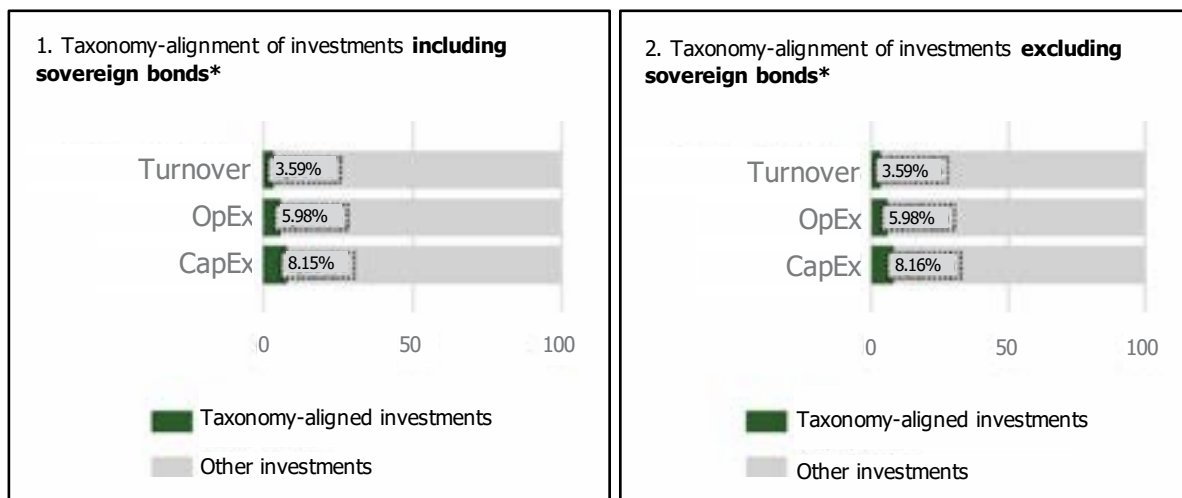 1. Taxonomy-alignment of investments including
sovereign bonds*
Turnover
3.59%
OpEx
5.98%
CapEx
8.15%
0
50
100
Taxonomy-aligned investments
Other investments
2. Taxonomy-alignment of investments excluding
sovereign bonds*
Turnover
3.59%
OpEx
5.98%
CapEx
8.16%
0
50
100
Taxonomy-aligned investments
Other investments